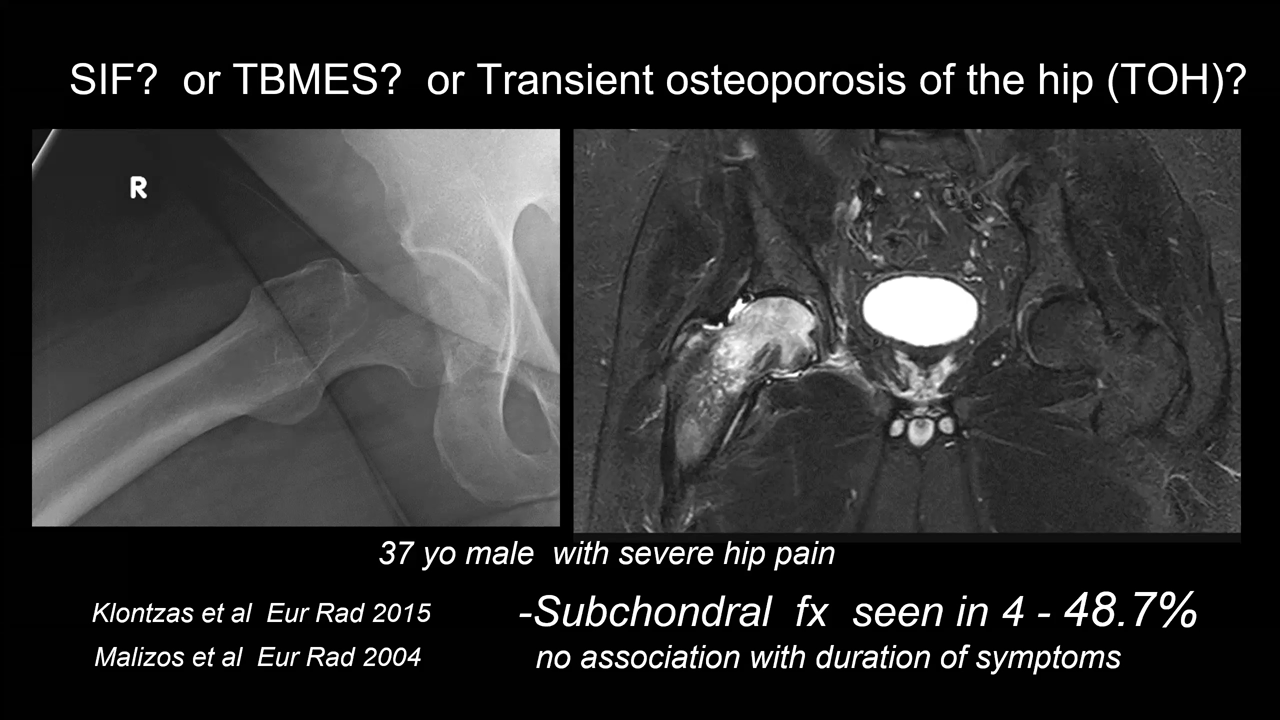 SIF? or TBMES? or Transient osteoporosis of the hip (TOH)?
R
37 yo male with severe hip pain
Klontzas et al Eur Rad 2015
Malizos et al Eur Rad 2004
-Subchondral fx seen in 4 - 48.7%
no association with duration of symptoms